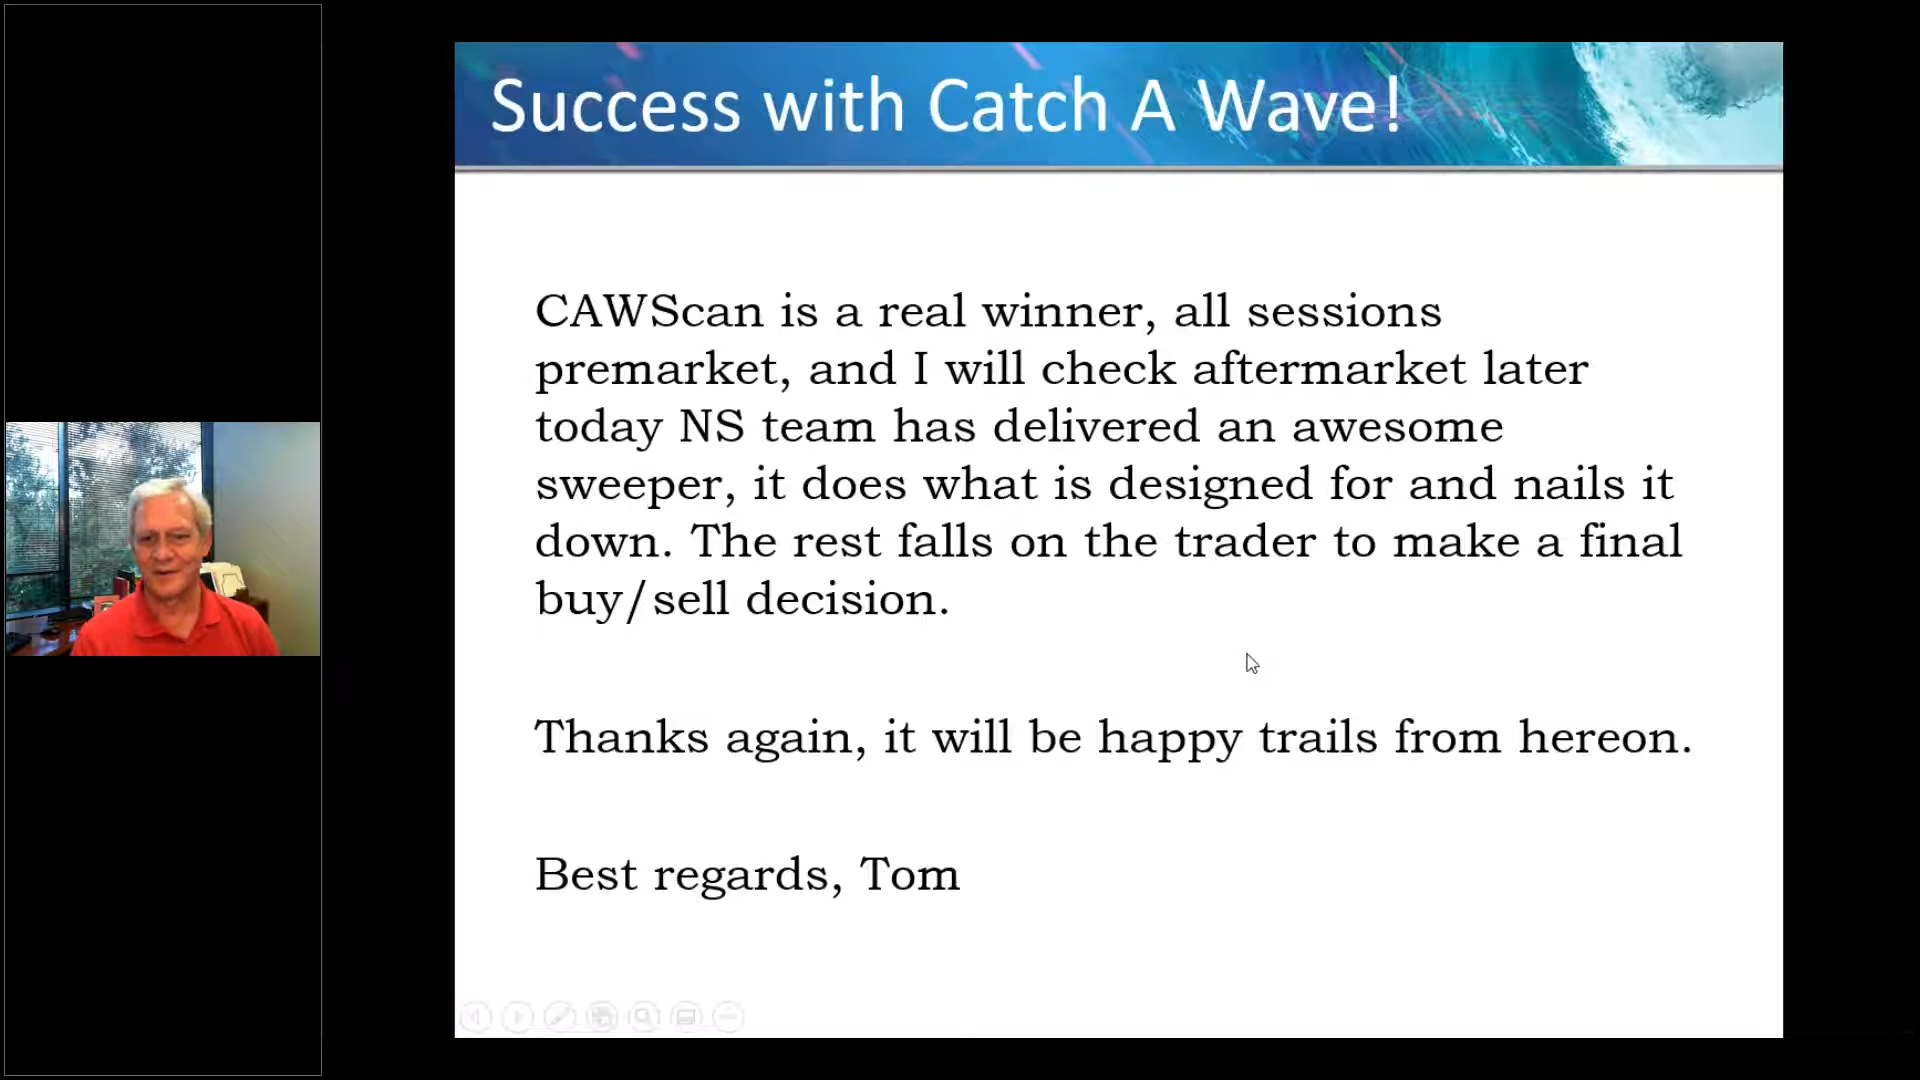 Success with Catch A Wave!
CAWScan is a real winner, all sessions
premarket, and I will check aftermarket later
today NS team has delivered an awesome
sweeper, it does what is designed for and nails it
down. The rest falls on the trader to make a final
buy/sell decision.
Thanks again, it will be happy trails from hereon.
Best regards, Tom